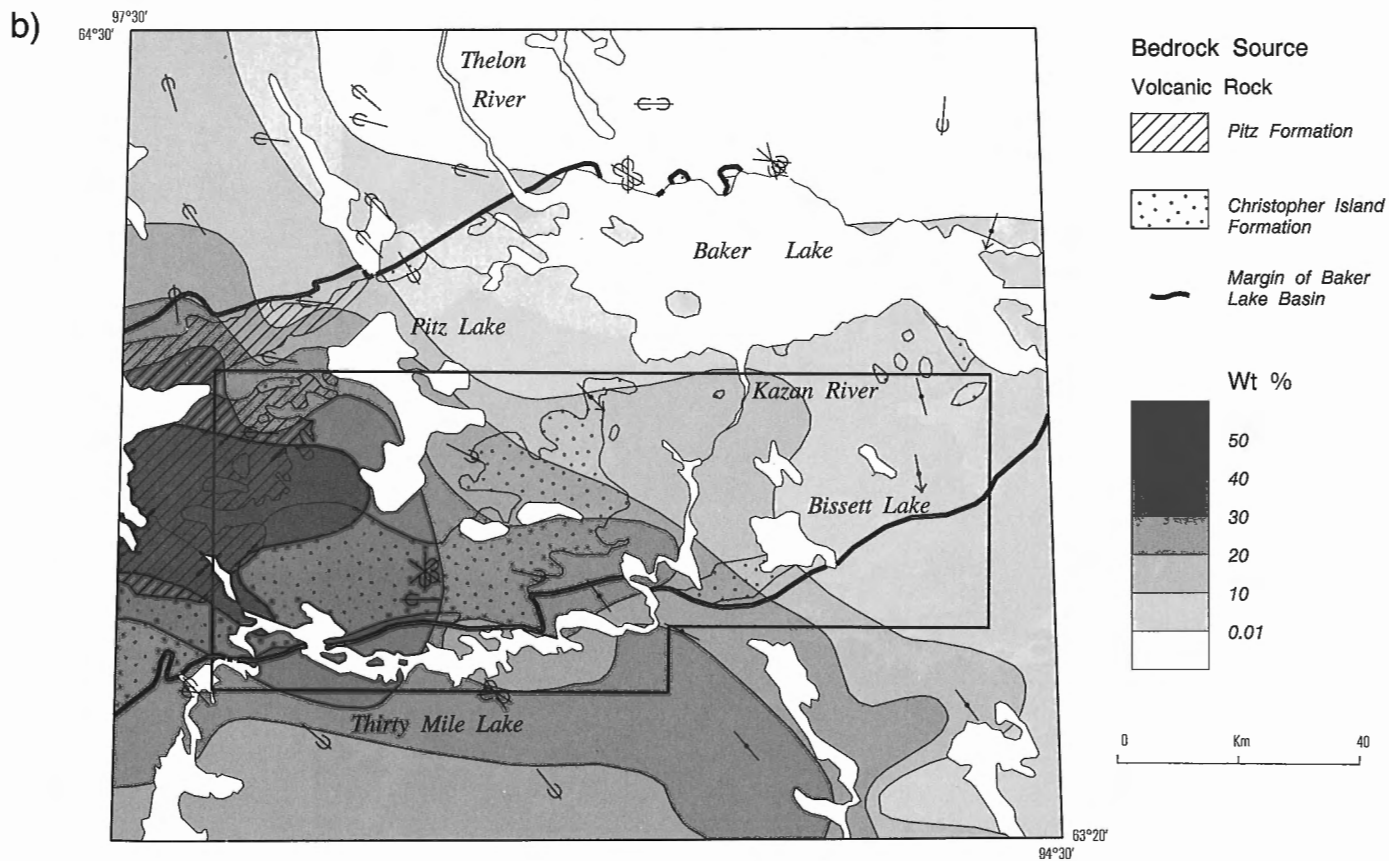 b)
97°30'
64°30'
Thelon
River
Baker Lake
Pitz Lake
Kazan River
Bissett Lake
Thirty Mile Lake
63°20'
94°30'
Bedrock Source
Volcanic Rock
Pitz Formation
Christopher Island
Formation
Margin of Baker
Lake Basin
Wt %
50
40
30
20
10
0.01
0 Km 40